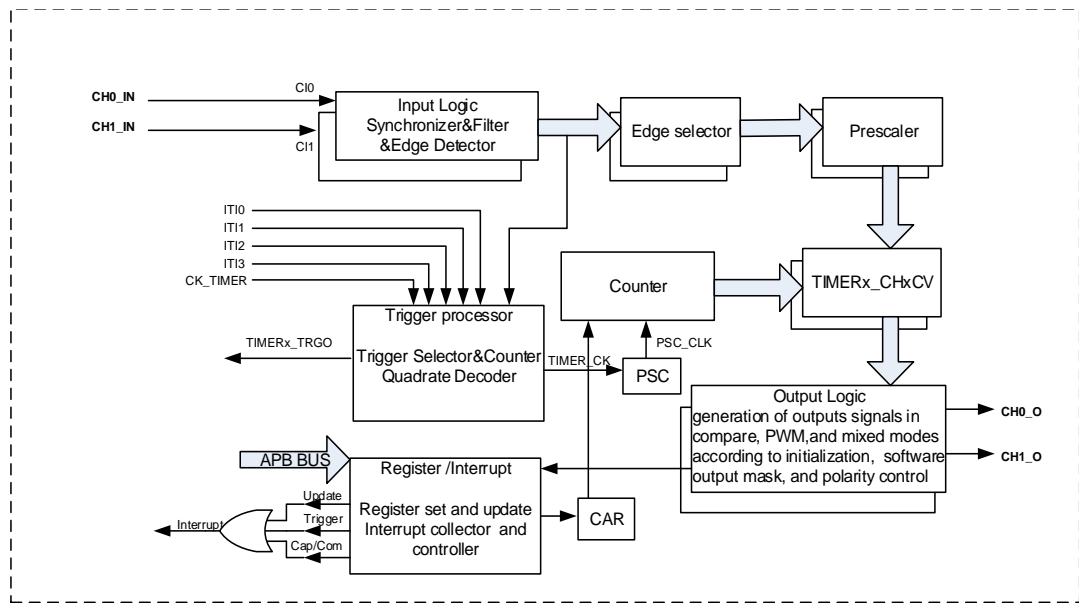 CH0_IN
CI0
CH1_IN
CI1
Input Logic
Synchronizer&Filter
&Edge Detector
Edge selector
Prescaler
ITI0
ITI1
ITI2
ITI3
CK_TIMER
Trigger processor
Trigger Selector&Counter
Quadrate Decoder
TIMERx_TRGO
TIMER_CK
PSC
PSC_CLK
Counter
TIMERx_CHxCV
Output Logic
generation of outputs signals in
compare, PWM,and mixed modes
according to initialization, software
output mask, and polarity control
CH0_O
CH1_O
APB BUS
Register /Interrupt
Register set and update
Interrupt collector and
controller
CAR
Update
Trigger
Cap/Com
Interrupt